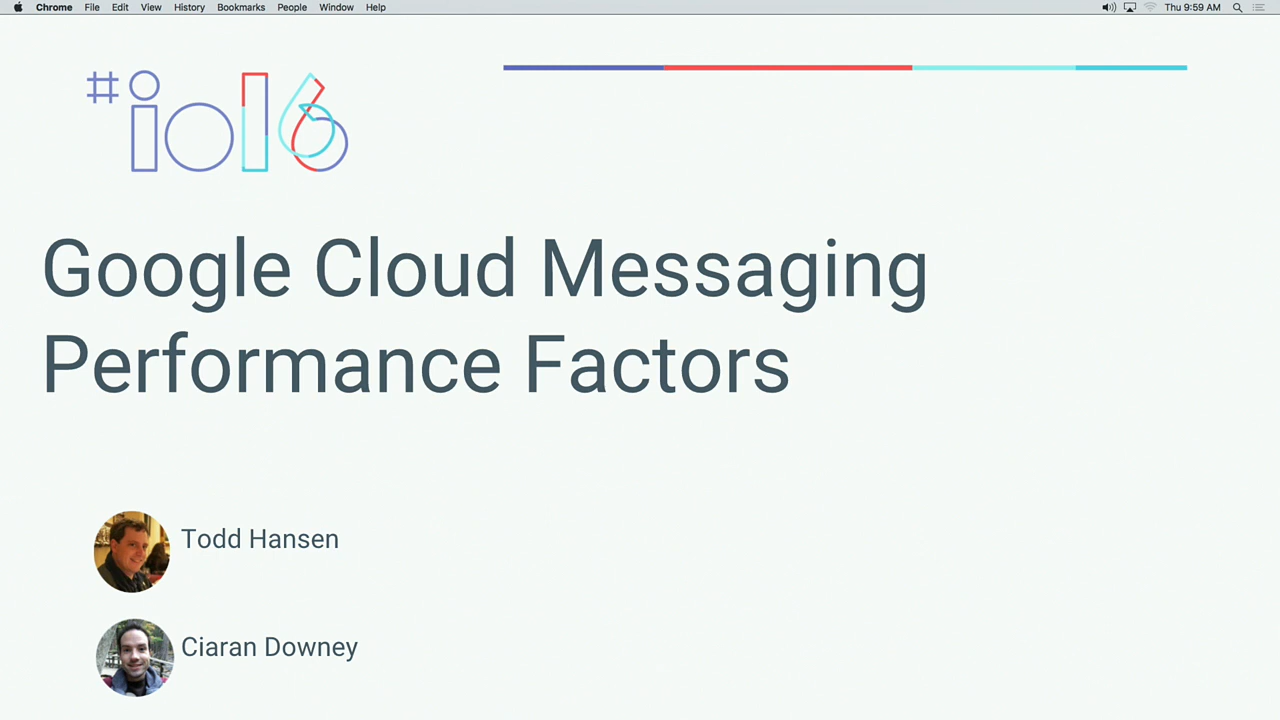 Chrome File Edit View History Bookmarks People Window Help Thu 9:59 AM
#io16
Google Cloud Messaging
Performance Factors
Todd Hansen
Ciaran Downey